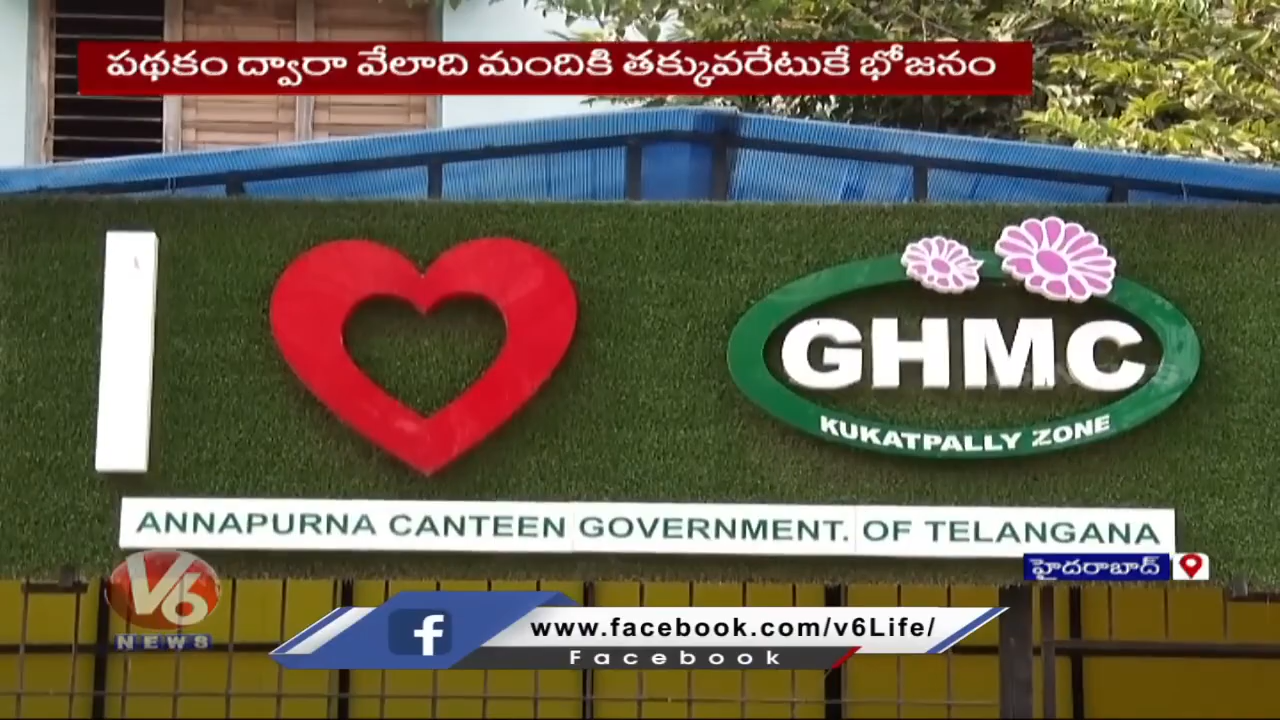 పథకం ద్వారా వేలాది మందికి తక్కువరేటుకే భోజనం
I
GHMC
KUKATPALLY ZONE
ANNAPURNA CANTEEN GOVERNMENT. OF TELANGANA
హైదరాబాద్
V6
NEWS
www.facebook.com/v6Life/
Facebook